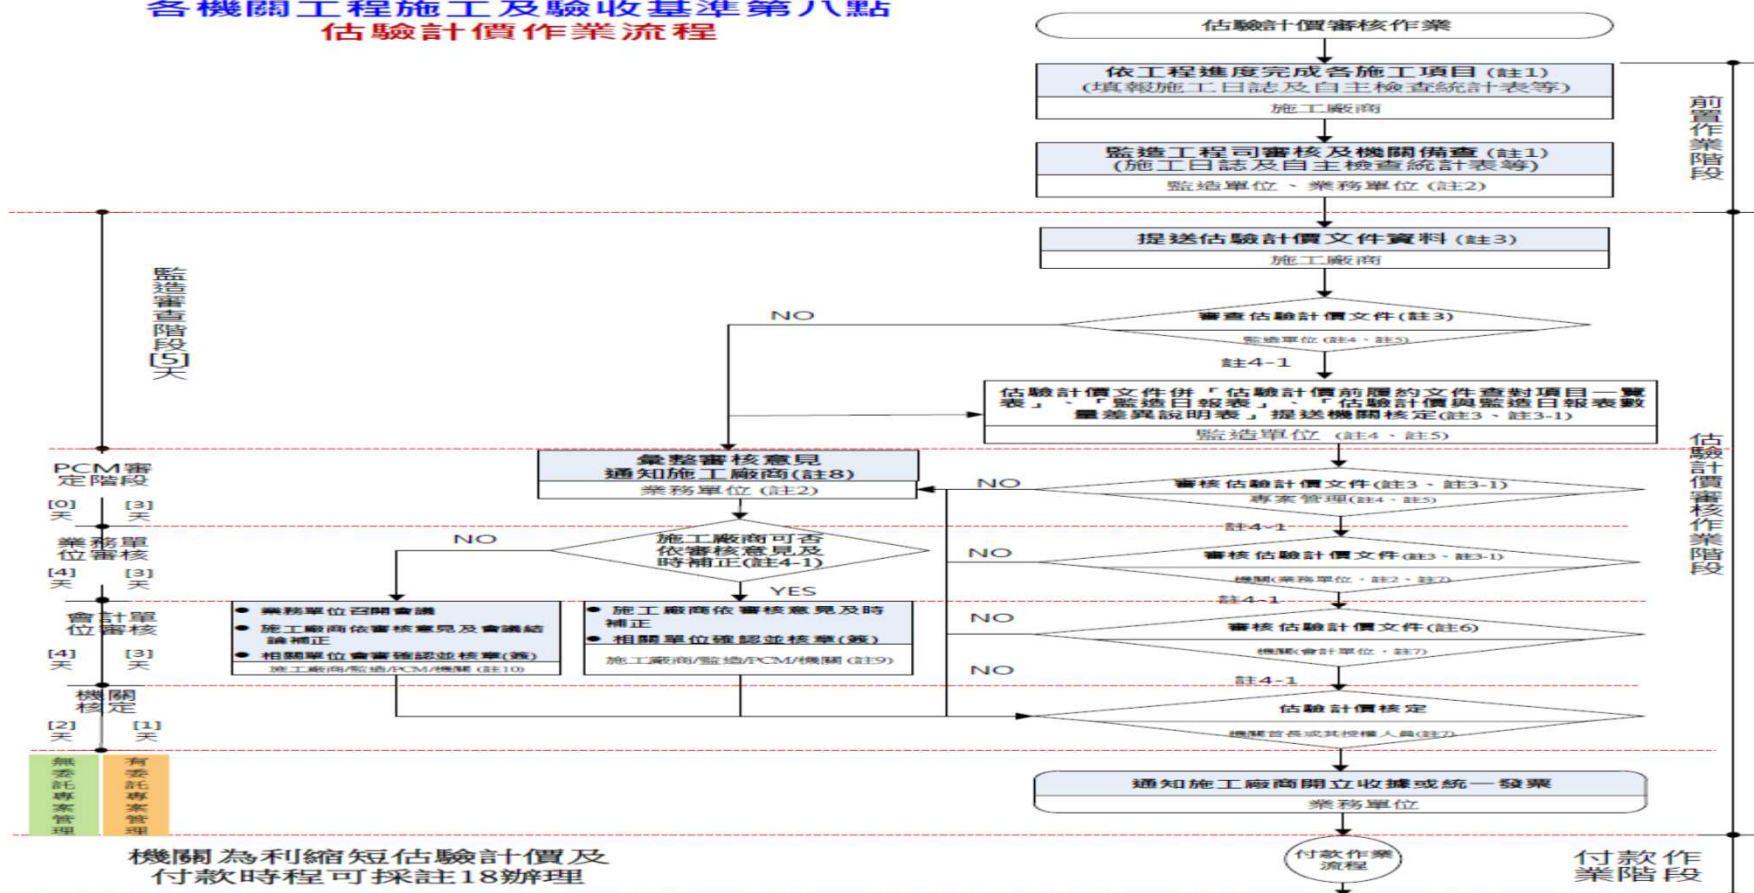 各機關工程施工及驗收基準第八點
估驗計價作業流程
估驗計價審核作業
依工程進度完成各施工項目(註1)
(填報施工日誌及自主檢查統計表等)
施工廠商
監造工程司審核及機關備查(註1)
(施工日誌及自主檢查統計表等)
監造單位、業務單位(註2)
前置作業階段
提送估驗計價文件資料(註3)
施工廠商
監造審查階段
[5]
天
NO
審查估驗計價文件(註3)
監造單位(註4、註5)
註4-1
估驗計價文件併「估驗計價前履約文件查對項目一覽
表」、「監造日報表」、「估驗計價與監造日報表數
量差異說明表」提送機關核定(註3、註3-1)
監造單位 (註4、註5)
估驗計價審核作業階段
PCM審
定階段
[0]
天
[3]
天
彙整審核意見
通知施工廠商(註8)
業務單位(註2)
NO
審核估驗計價文件(註3、註3-1)
專案管理(註4、註5)
註4-1
業務單
位審核
[4]
天
[3]
天
NO
施工廠商可否
依審核意見及
時補正(註4-1)
YES
NO
審核估驗計價文件(註3、註3-1)
機關(業務單位,註2、註7)
註4-1
會計單
位審核
[4]
天
[3]
天
● 業務單位召開會議
● 施工廠商依審核意見及會議結
論補正
● 相關單位會審確認並核章(簽)
施工廠商/監造/PCM/機關(註10)
● 施工廠商依審核意見及時
補正
● 相關單位確認並核章(簽)
施工廠商/監造/PCM/機關(註9)
NO
審核估驗計價文件(註6)
機關(會計單位,註7)
註4-1
機關
核定
[2]
天
[1]
天
NO
估驗計價核定
機關首長或其授權人員(註7)
無委託專案管理
有委託專案管理
通知施工廠商開立收據或統一發票
業務單位
機關為利縮短估驗計價及
付款時程可採註18辦理
付款作業
流程
付款作
業階段